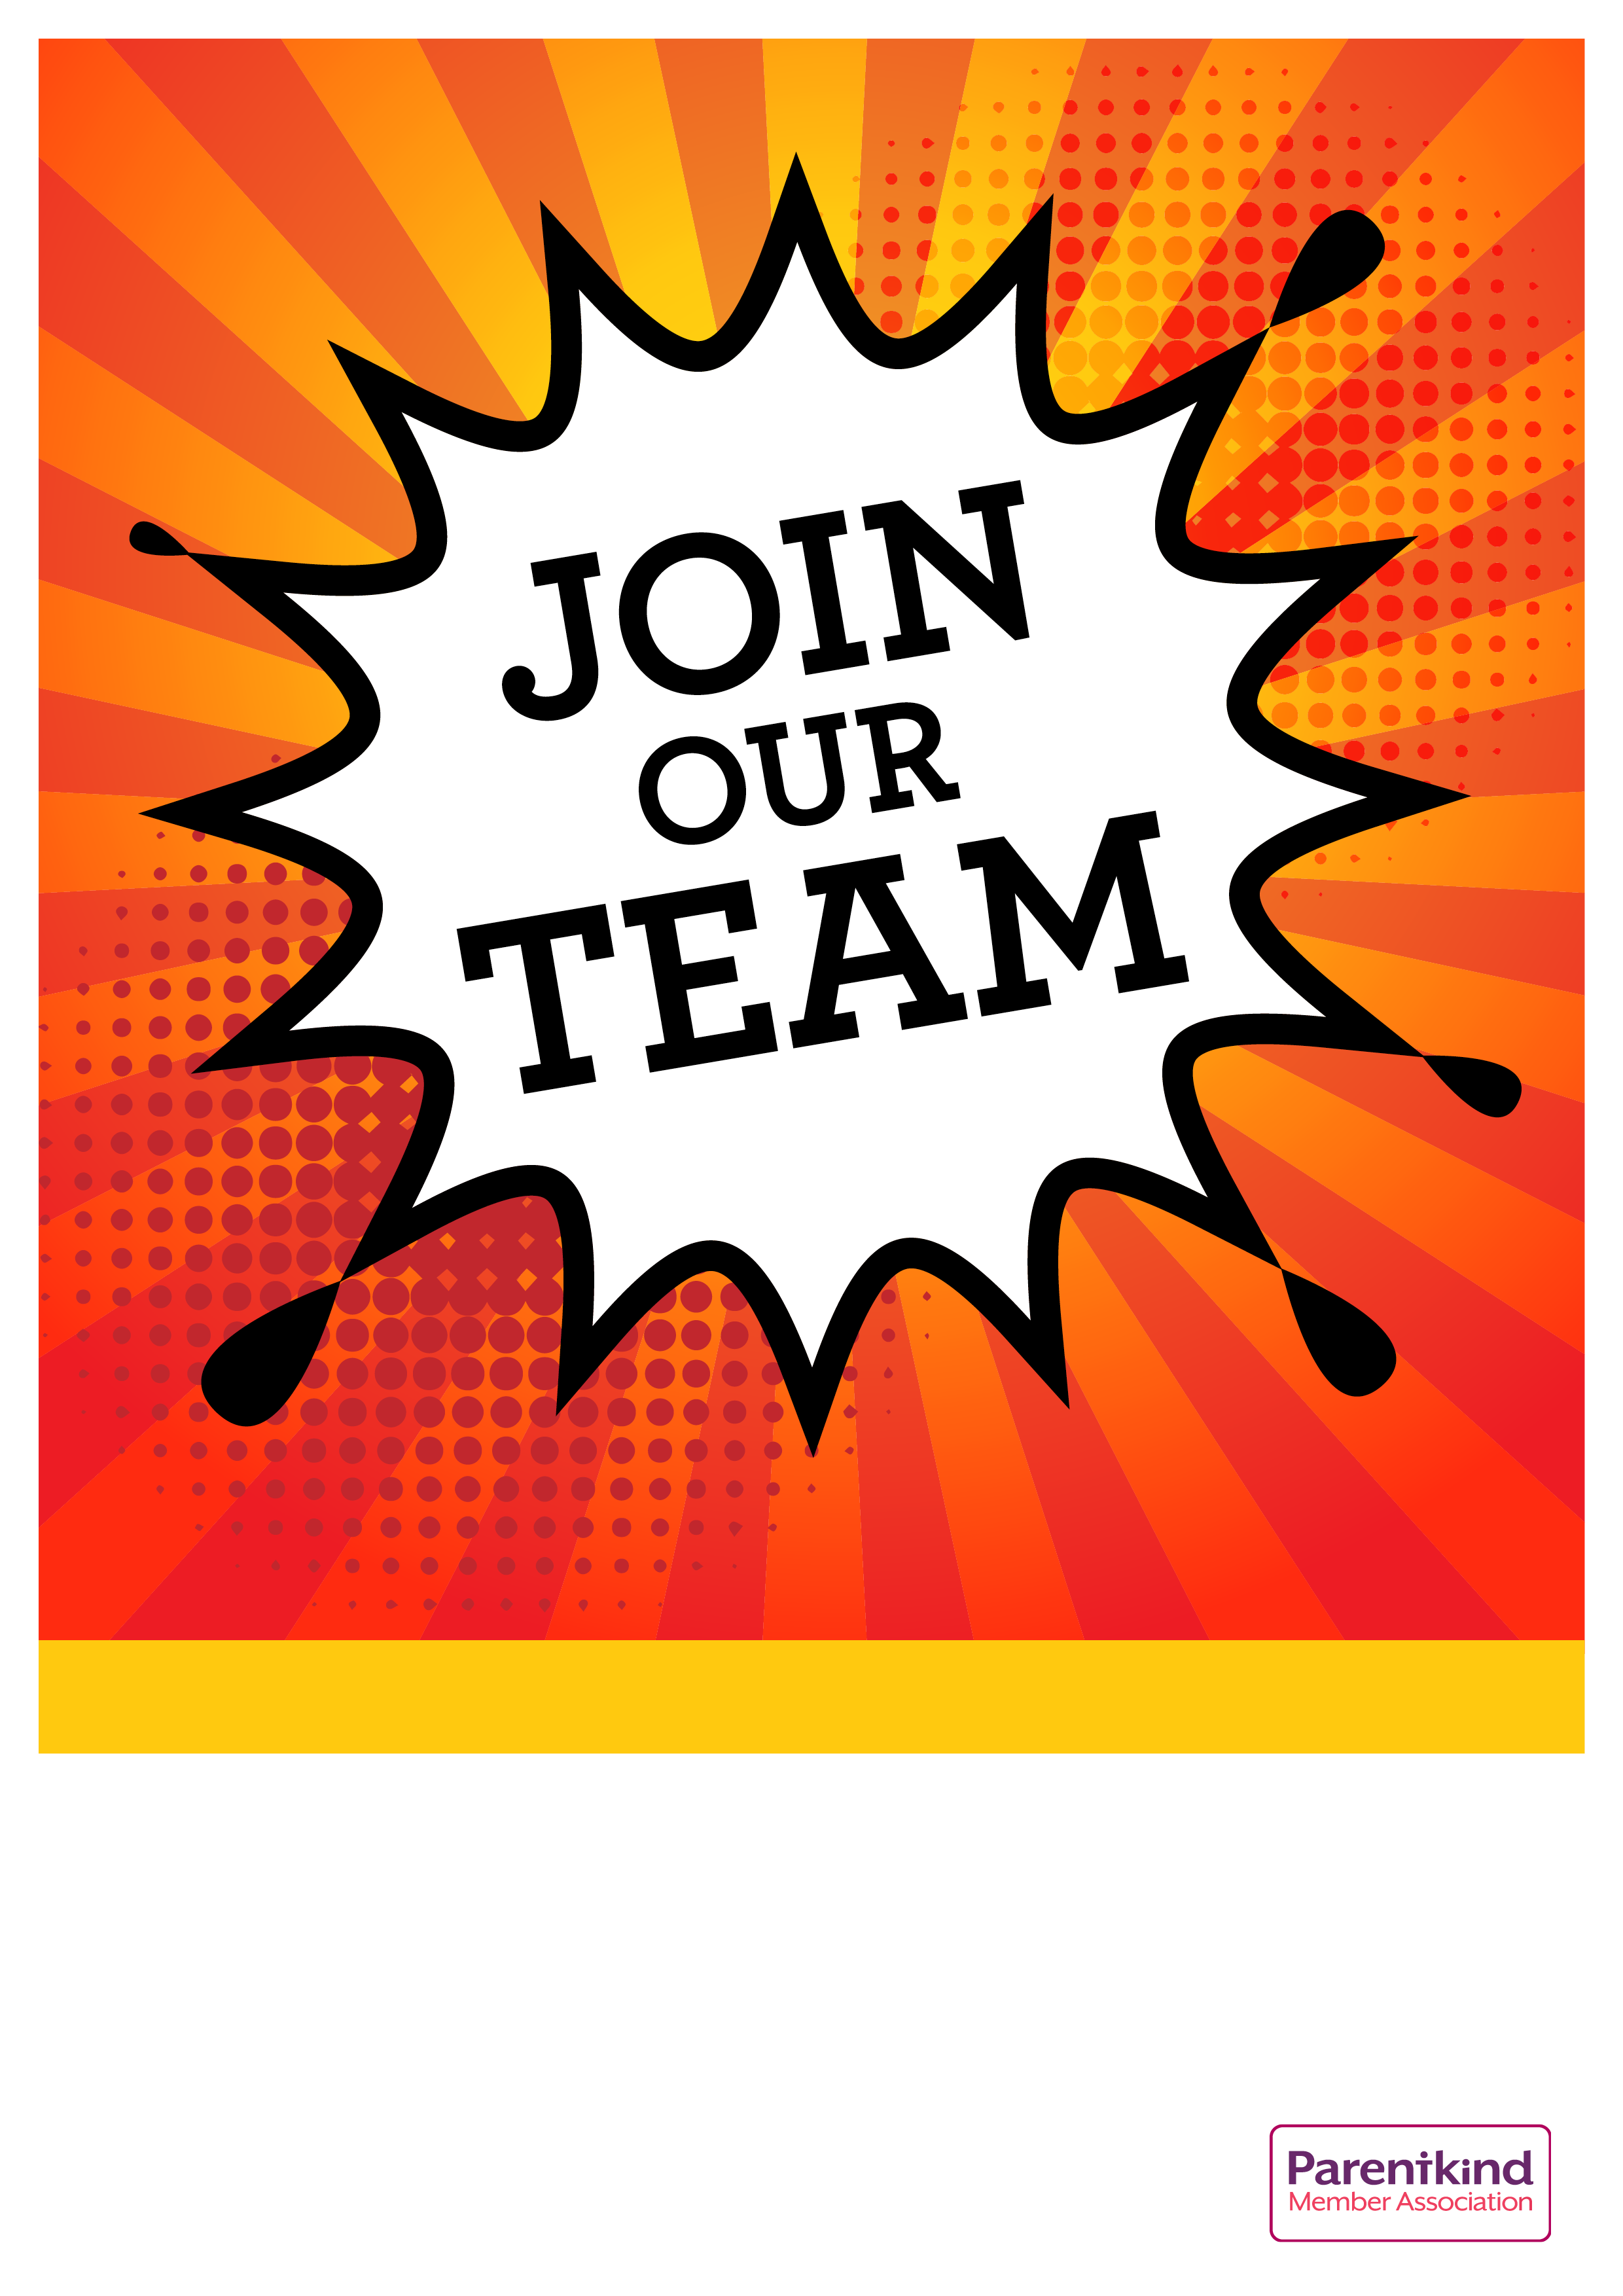 JOIN
OUR
TEAM
Parentkind
Member Association